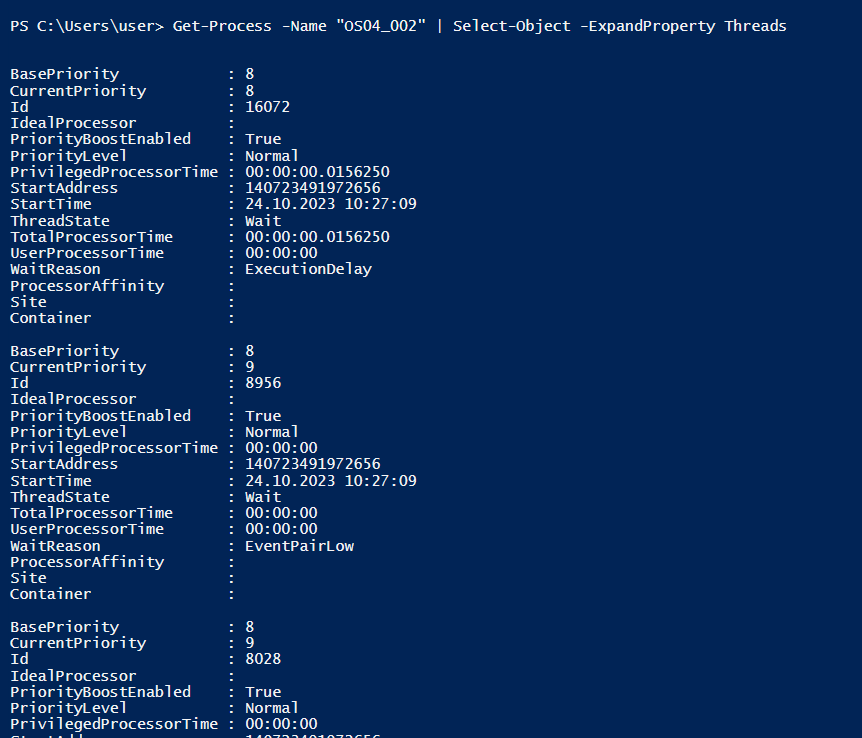 PS C:\Users\user> Get-Process -Name "OS04_002" | Select-Object -ExpandProperty Threads
BasePriority : 8
CurrentPriority : 8
Id : 16072
IdealProcessor :
PriorityBoostEnabled : True
PriorityLevel : Normal
PrivilegedProcessorTime : 00:00:00.0156250
StartAddress : 140723491972656
StartTime : 24.10.2023 10:27:09
ThreadState : Wait
TotalProcessorTime : 00:00:00.0156250
UserProcessorTime : 00:00:00
WaitReason : ExecutionDelay
ProcessorAffinity :
Site :
Container :
BasePriority : 8
CurrentPriority : 9
Id : 8956
IdealProcessor :
PriorityBoostEnabled : True
PriorityLevel : Normal
PrivilegedProcessorTime : 00:00:00
StartAddress : 140723491972656
StartTime : 24.10.2023 10:27:09
ThreadState : Wait
TotalProcessorTime : 00:00:00
UserProcessorTime : 00:00:00
WaitReason : EventPairLow
ProcessorAffinity :
Site :
Container :
BasePriority : 8
CurrentPriority : 9
Id : 8028
IdealProcessor :
PriorityBoostEnabled : True
PriorityLevel : Normal
PrivilegedProcessorTime : 00:00:00